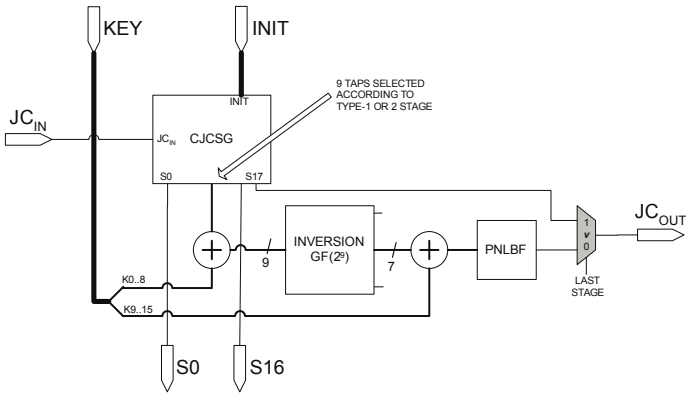 KEY
INIT
9 TAPS SELECTED
ACCORDING TO
TYPE-1 OR 2 STAGE
INIT
JC_IN
JC_IN
CJCSG
S0
S17
JC_OUT
1
v
0
INVERSION
GF(2⁹)
PNLBF
9
7
LAST
STAGE
K0..8
K9..15
S0
S16